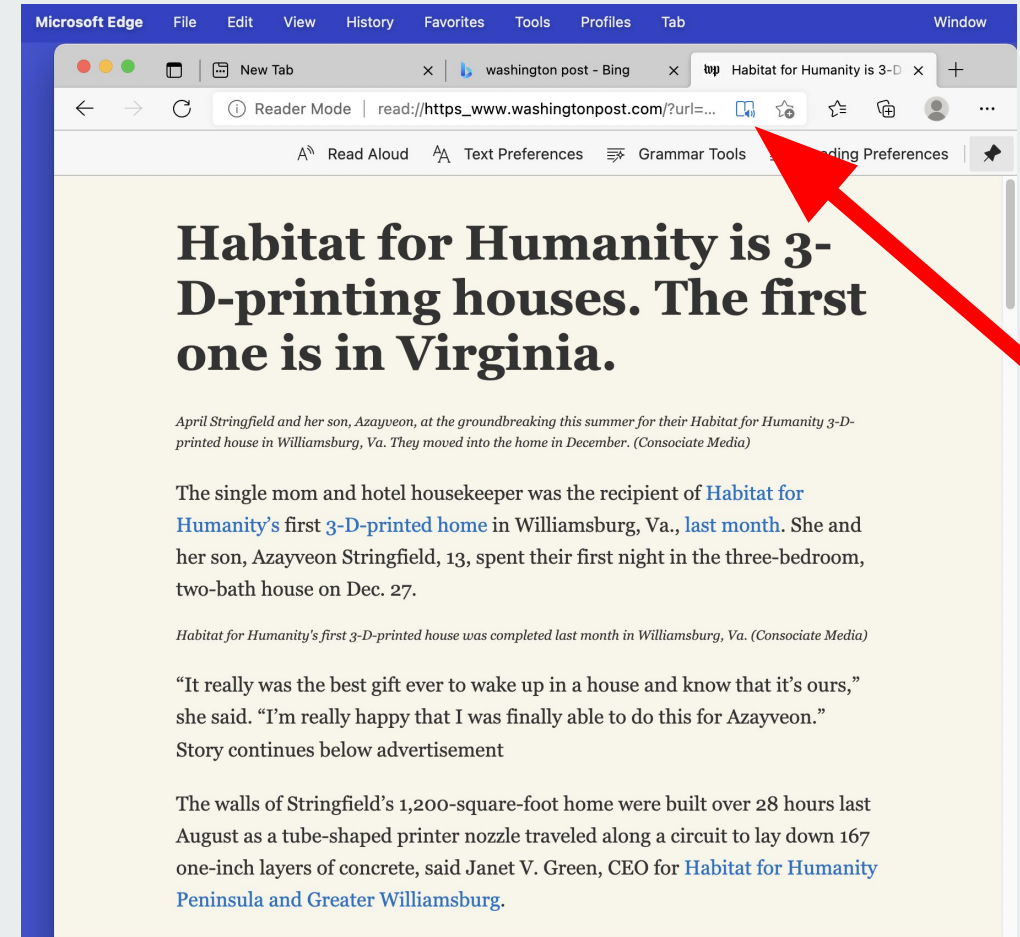 Microsoft Edge File Edit View History Favorites Tools Profiles Tab Window
New Tab washington post - Bing wp Habitat for Humanity is 3-D
Reader Mode | read://https_www.washingtonpost.com/?url=...
Read Aloud Text Preferences Grammar Tools Preferences
Habitat for Humanity is 3-
D-printing houses. The first
one is in Virginia.
April Stringfield and her son, Azayveon, at the groundbreaking this summer for their Habitat for Humanity 3-D-
printed house in Williamsburg, Va. They moved into the home in December. (Consociate Media)
The single mom and hotel housekeeper was the recipient of Habitat for
Humanity’s first 3-D-printed home in Williamsburg, Va., last month. She and
her son, Azayveon Stringfield, 13, spent their first night in the three-bedroom,
two-bath house on Dec. 27.
Habitat for Humanity's first 3-D-printed house was completed last month in Williamsburg, Va. (Consociate Media)
“It really was the best gift ever to wake up in a house and know that it’s ours,”
she said. “I’m really happy that I was finally able to do this for Azayveon.”
Story continues below advertisement
The walls of Stringfield’s 1,200-square-foot home were built over 28 hours last
August as a tube-shaped printer nozzle traveled along a circuit to lay down 167
one-inch layers of concrete, said Janet V. Green, CEO for Habitat for Humanity
Peninsula and Greater Williamsburg.